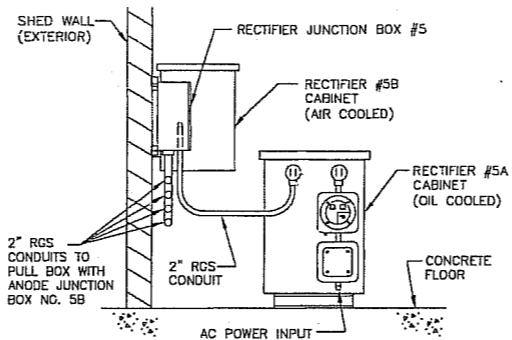 SHED WALL
(EXTERIOR)
RECTIFIER JUNCTION BOX #5
RECTIFIER #5B
CABINET
(AIR COOLED)
RECTIFIER #5A
CABINET
(OIL COOLED)
2" RGS
CONDUITS TO
PULL BOX WITH
ANODE JUNCTION
BOX NO. 5B
2" RGS
CONDUIT
CONCRETE
FLOOR
AC POWER INPUT